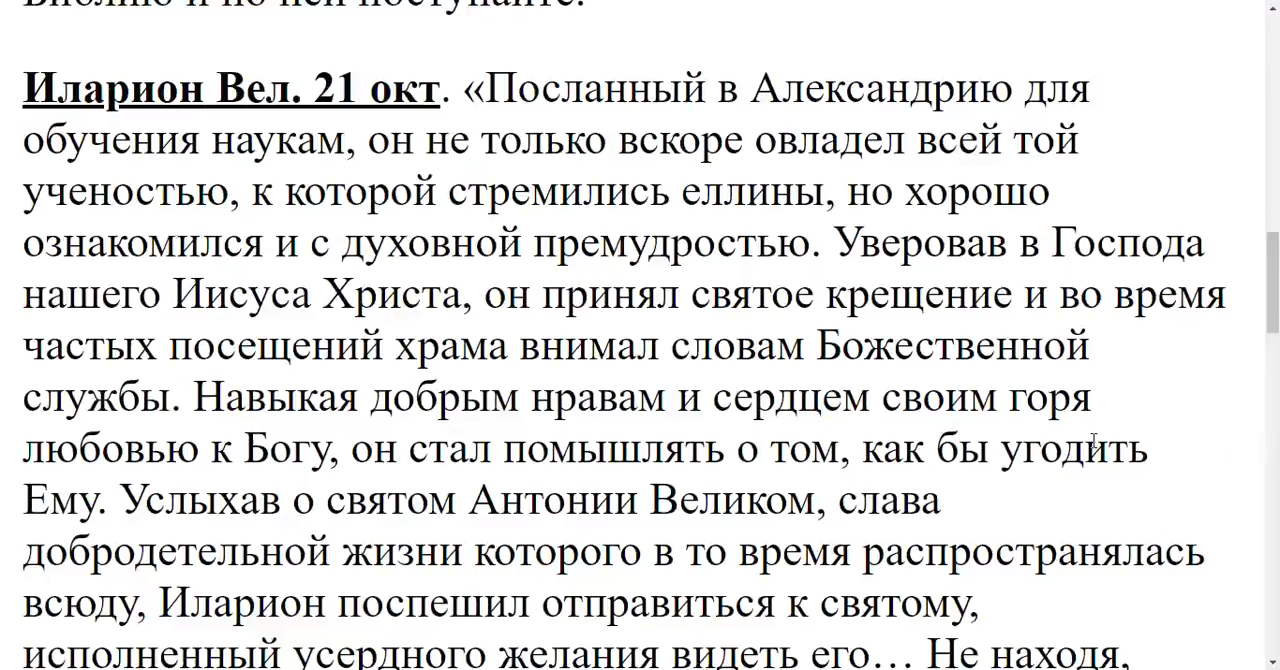 Библию и по ней поступайте.
Иларион Вел. 21 окт. «Посланный в Александрию для
обучения наукам, он не только вскоре овладел всей той
ученостью, к которой стремились еллины, но хорошо
ознакомился и с духовной премудростью. Уверовав в Господа
нашего Иисуса Христа, он принял святое крещение и во время
частых посещений храма внимал словам Божественной
службы. Навыкая добрым нравам и сердцем своим горя
любовью к Богу, он стал помышлять о том, как бы угодить
Ему. Услыхав о святом Антонии Великом, слава
добродетельной жизни которого в то время распространялась
всюду, Иларион поспешил отправиться к святому,
исполненный усердного желания видеть его… Не находя,